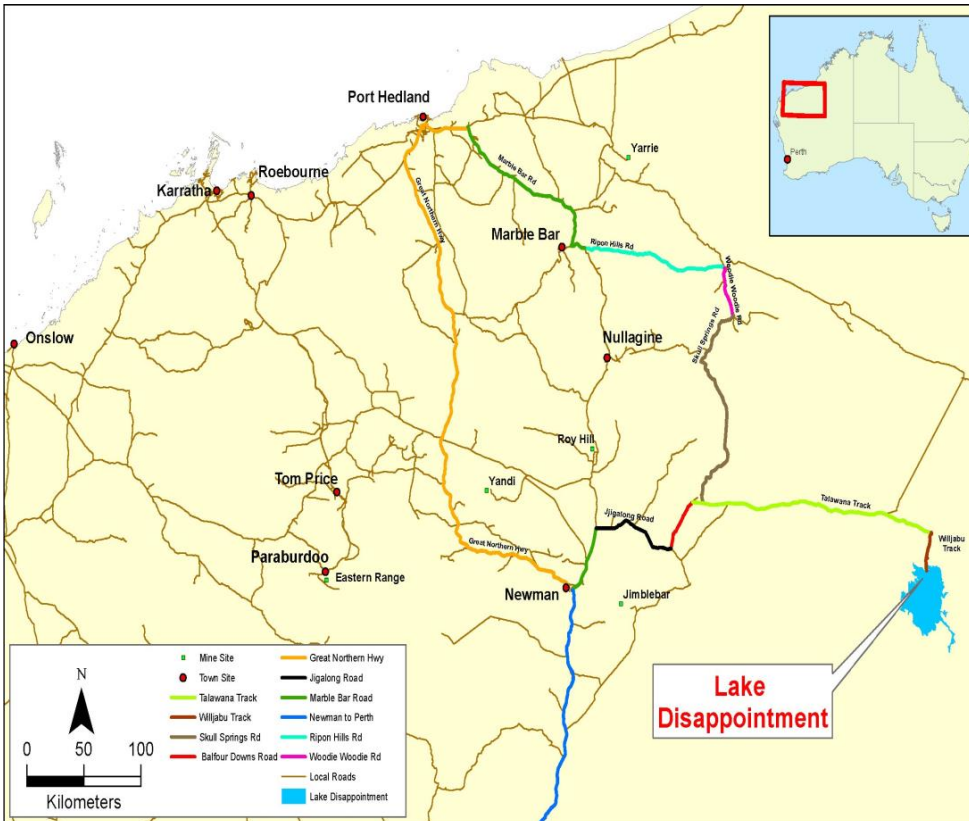 Perth
Port Hedland
Yarrie
Roebourne
Karratha
Marble Bar Rd
Great Northern Hwy
Marble Bar
Ripon Hills Rd
Woodie Woodie Rd
Onslow
Skull Springs Rd
Nullagine
Roy Hill
Yandi
Tom Price
Talawana Track
Jjigalong Road
Willjabu
Track
Great Northern Hwy
Paraburdoo
Eastern Range
Newman
Jimblebar
Lake
Disappointment
Mine Site
Town Site
Talawana Track
Willjabu Track
Skull Springs Rd
Balfour Downs Road
Great Northern Hwy
Jigalong Road
Marble Bar Road
Newman to Perth
Ripon Hills Rd
Woodie Woodie Rd
Local Roads
Lake Disappointment
N
0 50 100
Kilometers